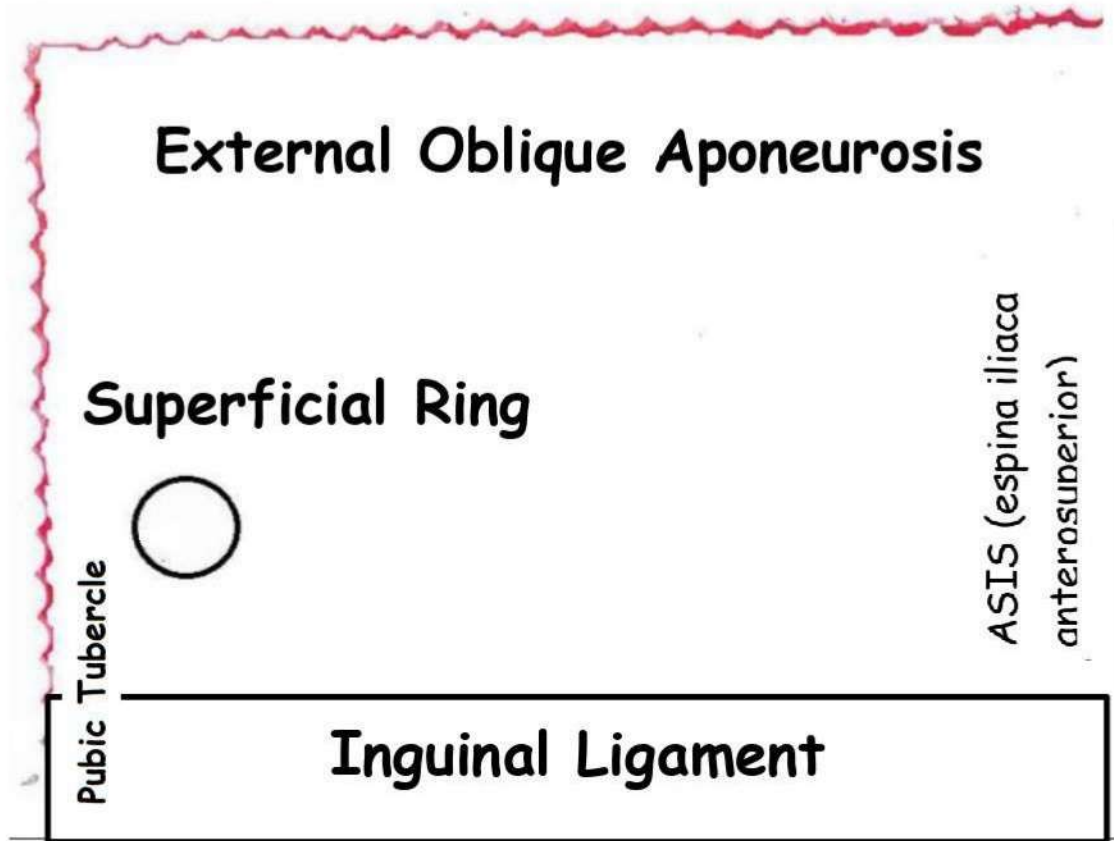 External Oblique Aponeurosis
Superficial Ring
ASIS (espina iliaca
anterosuperior)
Pubic Tubercle
Inguinal Ligament